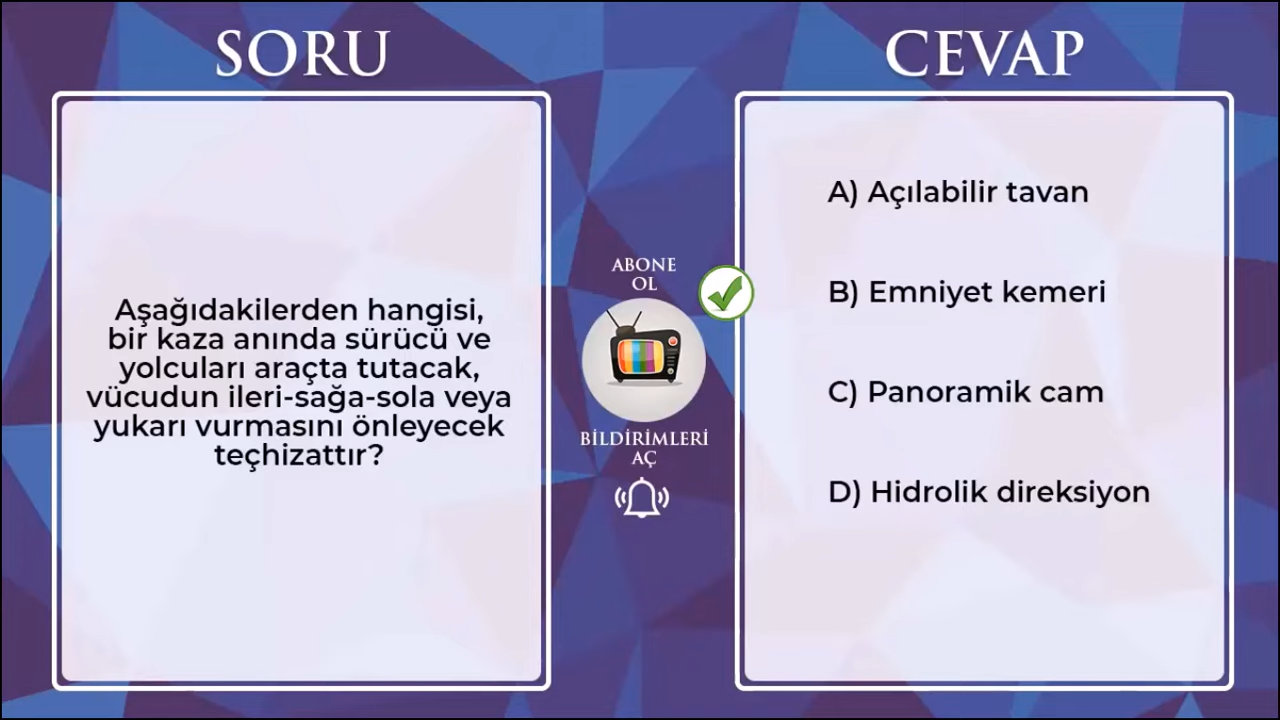 SORU
Aşağıdakilerden hangisi,
bir kaza anında sürücü ve
yolcuları araçta tutacak,
vücudun ileri-sağa-sola veya
yukarı vurmasını önleyecek
teçhizattır?
ABONE
OL
BİLDİRİMLERİ
AÇ
CEVAP
A) Açılabilir tavan
B) Emniyet kemeri
C) Panoramik cam
D) Hidrolik direksiyon